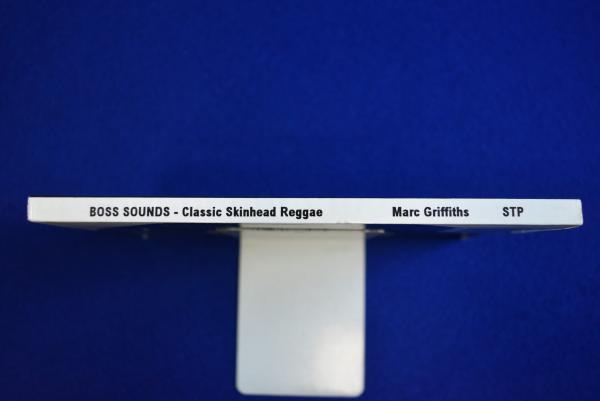 BOSS SOUNDS - Classic Skinhead Reggae Marc Griffiths STP